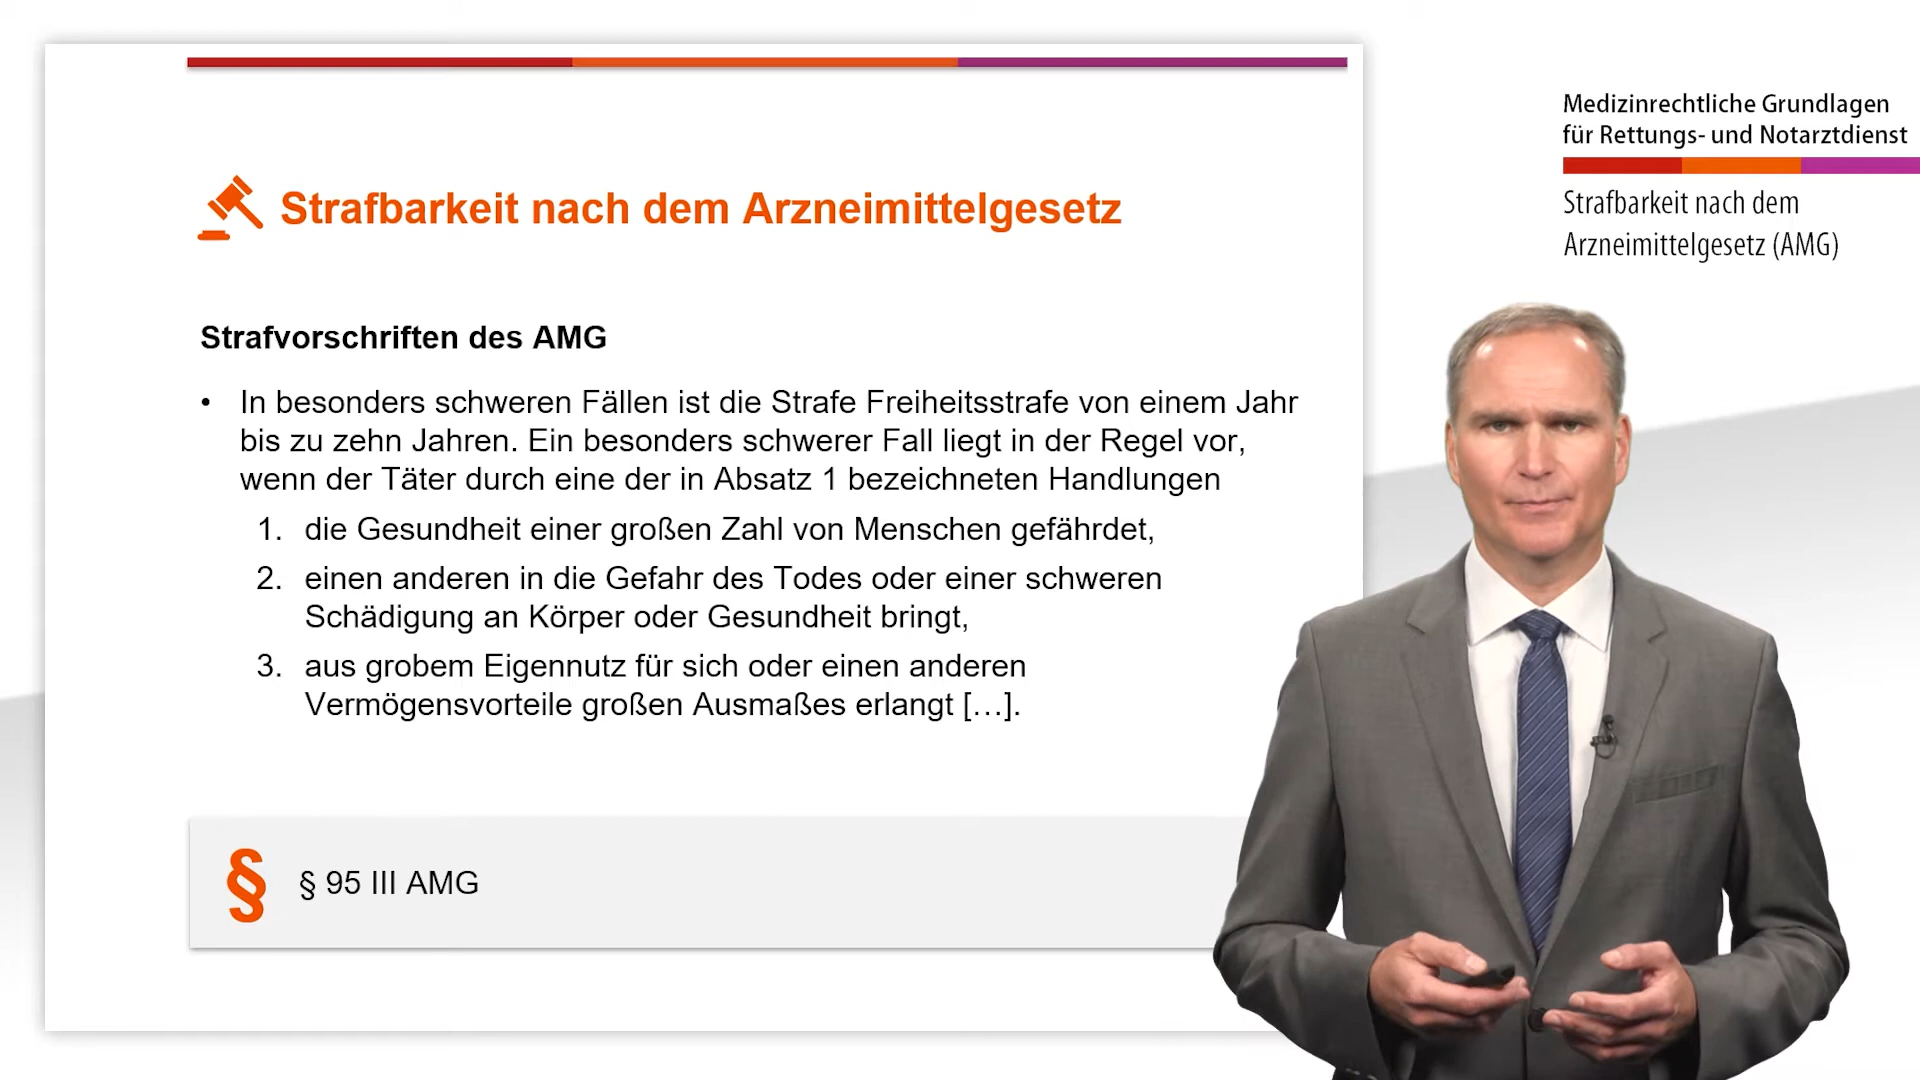 Strafbarkeit nach dem Arzneimittelgesetz
Strafvorschriften des AMG
• In besonders schweren Fällen ist die Strafe Freiheitsstrafe von einem Jahr
bis zu zehn Jahren. Ein besonders schwerer Fall liegt in der Regel vor,
wenn der Täter durch eine der in Absatz 1 bezeichneten Handlungen
1. die Gesundheit einer großen Zahl von Menschen gefährdet,
2. einen anderen in die Gefahr des Todes oder einer schweren
Schädigung an Körper oder Gesundheit bringt,
3. aus grobem Eigennutz für sich oder einen anderen
Vermögensvorteile großen Ausmaßes erlangt […].
§ § 95 III AMG
Medizinrechtliche Grundlagen
für Rettungs- und Notarztdienst
Strafbarkeit nach dem
Arzneimittelgesetz (AMG)